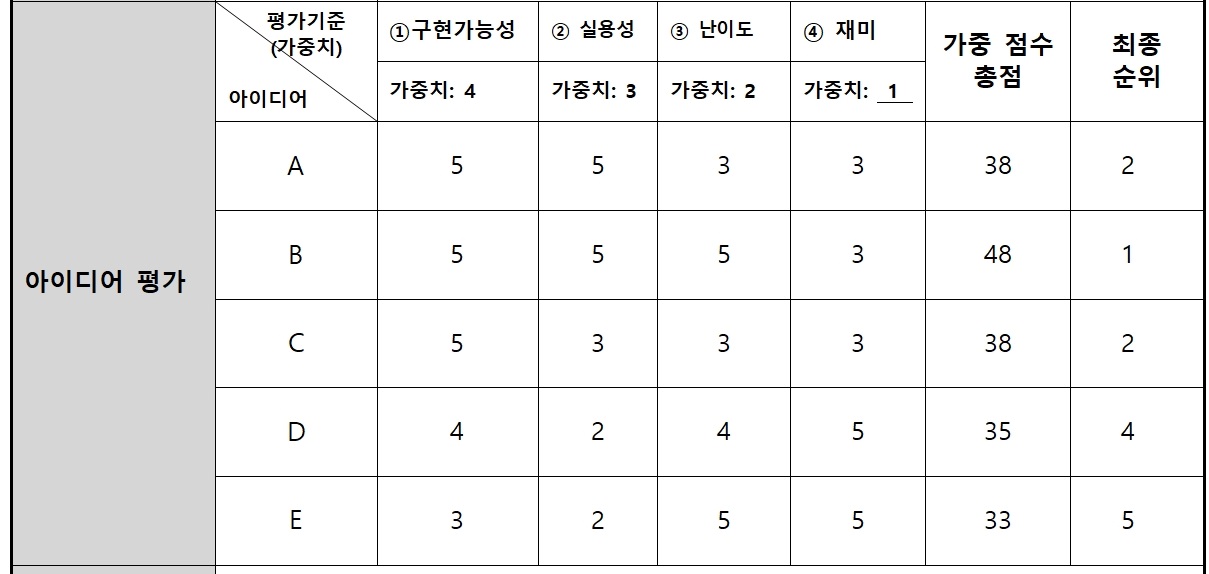 평가기준
(가중치)
아이디어
①구현가능성
② 실용성
③ 난이도
④ 재미
가중 점수
총점
최종
순위
가중치: 4
가중치: 3
가중치: 2
가중치: 1
아이디어 평가
A 5 5 3 3 38 2
B 5 5 5 3 48 1
C 5 3 3 3 38 2
D 4 2 4 5 35 4
E 3 2 5 5 33 5